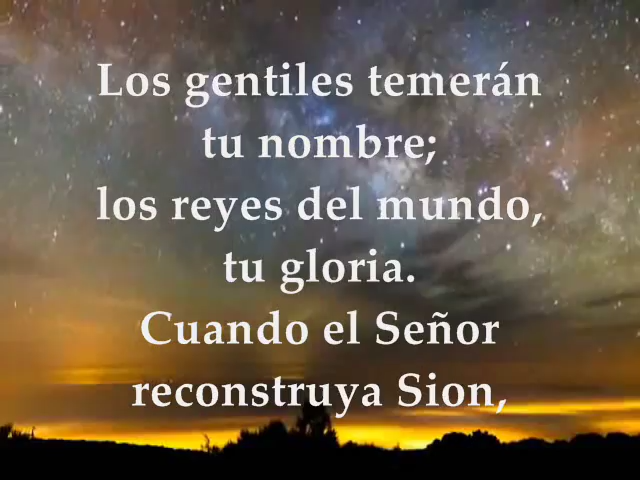 Los gentiles temerán
tu nombre;
los reyes del mundo,
tu gloria.
Cuando el Señor
reconstruya Sion,